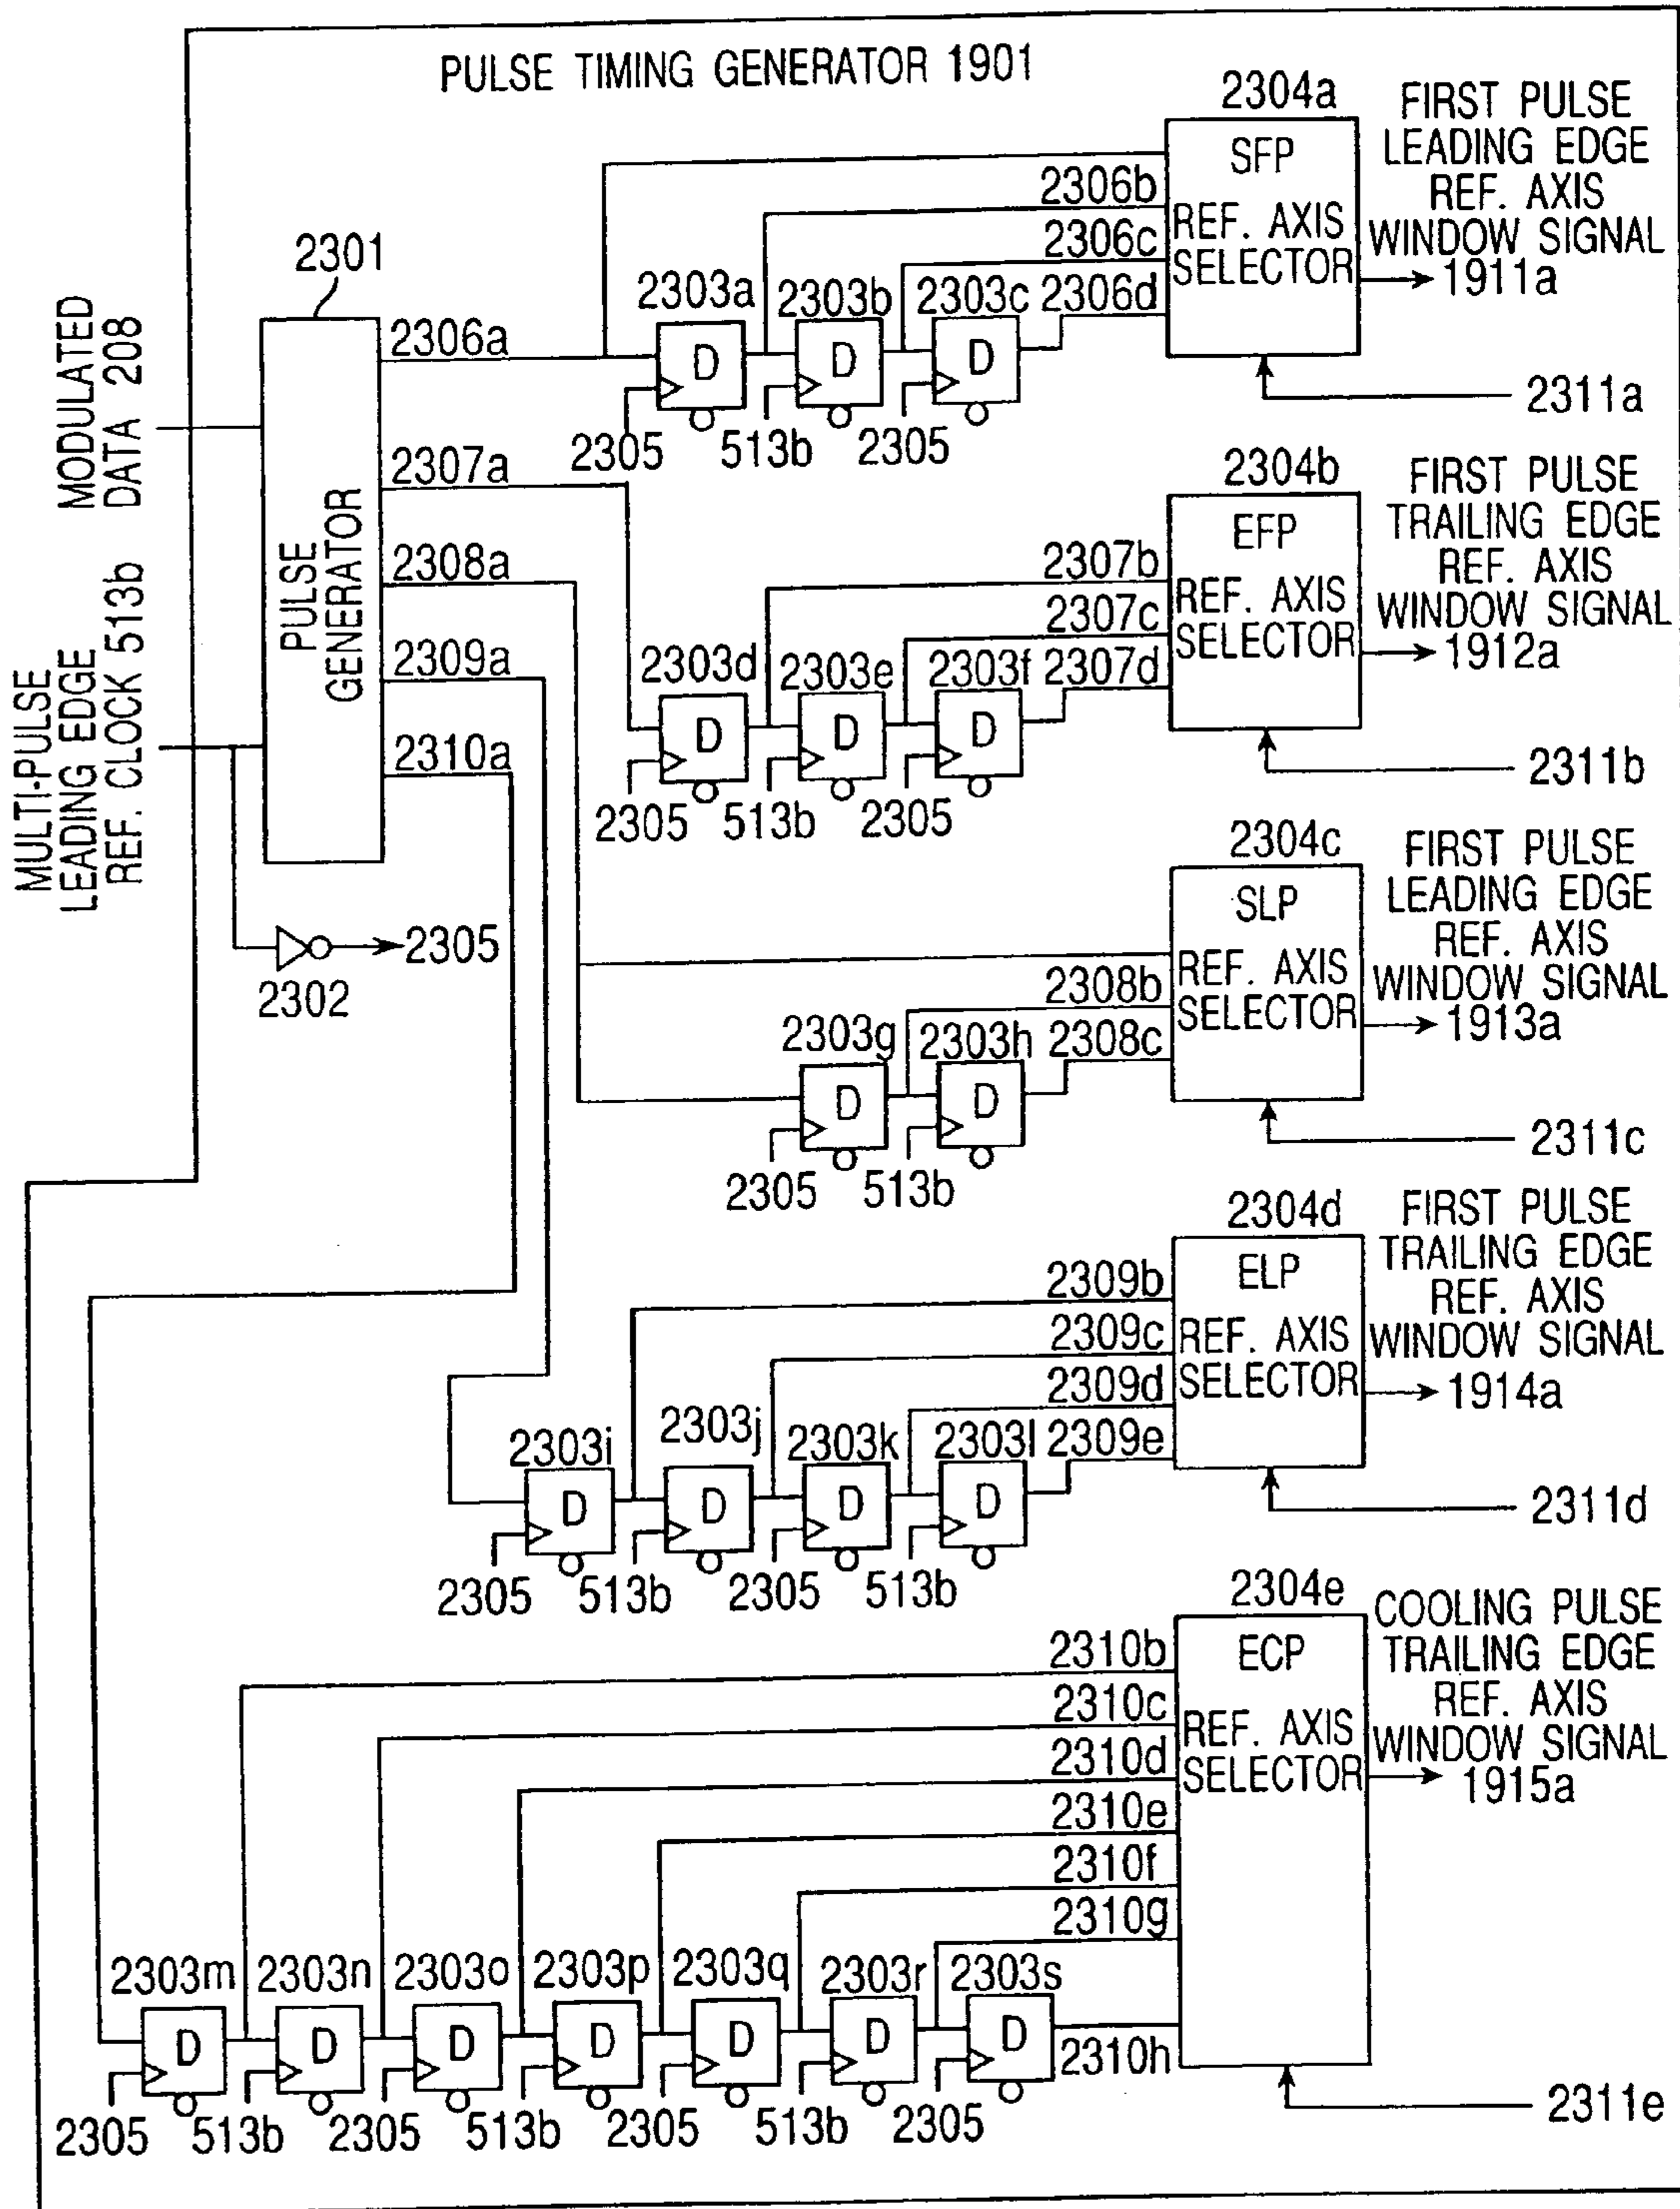 PULSE TIMING GENERATOR 1901
MODULATED
DATA 208
MULTI-PULSE
LEADING EDGE
REF. CLOCK 513b
2301
PULSE
GENERATOR
2306a
2307a
2308a
2309a
2310a
2302
2305
2304a
SFP
REF. AXIS
SELECTOR
2306b
2306c
2306d
2303a
2303b
2303c
D
D
D
2305
513b
2305
2311a
FIRST PULSE
LEADING EDGE
REF. AXIS
WINDOW SIGNAL
1911a
2304b
EFP
REF. AXIS
SELECTOR
2307b
2307c
2307d
2303d
2303e
2303f
D
D
D
2305
513b
2305
2311b
FIRST PULSE
TRAILING EDGE
REF. AXIS
WINDOW SIGNAL
1912a
2304c
SLP
REF. AXIS
SELECTOR
2308b
2308c
2303g
2303h
D
D
2305
513b
2311c
FIRST PULSE
LEADING EDGE
REF. AXIS
WINDOW SIGNAL
1913a
2304d
ELP
REF. AXIS
SELECTOR
2309b
2309c
2309d
2309e
2303i
2303j
2303k
2303l
D
D
D
D
2305
513b
2305
513b
2311d
FIRST PULSE
TRAILING EDGE
REF. AXIS
WINDOW SIGNAL
1914a
2304e
ECP
REF. AXIS
SELECTOR
2310b
2310c
2310d
2310e
2310f
2310g
2310h
2303m
2303n
2303o
2303p
2303q
2303r
2303s
D
D
D
D
D
D
D
2305
513b
2305
513b
2305
513b
2305
2311e
COOLING PULSE
TRAILING EDGE
REF. AXIS
WINDOW SIGNAL
1915a